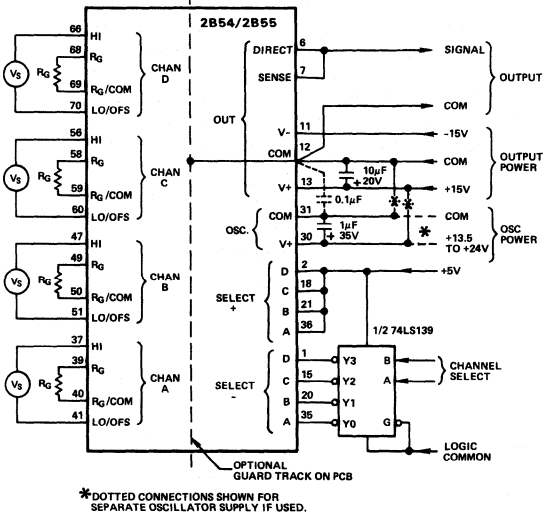 2B54/2B55
66 HI
68 RG
69 RG/COM
70 LO/OFS
VS
RG
CHAN
D
56 HI
58 RG
59 RG/COM
60 LO/OFS
VS
RG
CHAN
C
47 HI
49 RG
50 RG/COM
51 LO/OFS
VS
RG
CHAN
B
37 HI
39 RG
40 RG/COM
41 LO/OFS
VS
RG
CHAN
A
OUT
DIRECT 6
SENSE 7
V− 11
COM 12
V+ 13
OSC.
COM 31
V+ 30
SELECT
+
D 2
C 18
B 21
A 36
SELECT
−
D 1
C 15
B 20
A 35
SIGNAL
COM
OUTPUT
−15V
COM
+15V
OUTPUT
POWER
10µF
+ 20V
0.1µF
1µF
+ 35V
* *
COM
*
+13.5
TO +24V
OSC
POWER
+5V
1/2 74LS139
Y3 B
Y2 A
Y1
Y0 G
CHANNEL
SELECT
LOGIC
COMMON
OPTIONAL
GUARD TRACK ON PCB
*DOTTED CONNECTIONS SHOWN FOR
SEPARATE OSCILLATOR SUPPLY IF USED.